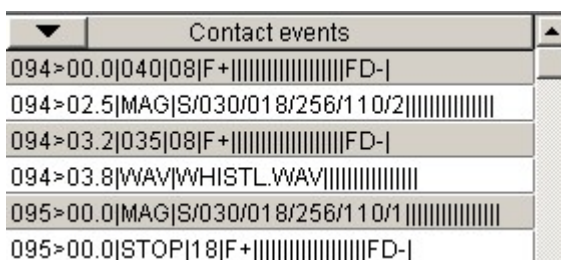 Contact events
094>00.0|040|08|F+|||||||||||||||||||FD-|
094>02.5|MAG|S/030/018/256/110/2|||||||||||||||
094>03.2|035|08|F+|||||||||||||||||||FD-|
094>03.8|WAV|WHISTL.WAV||||||||||||||||
095>00.0|MAG|S/030/018/256/110/1|||||||||||||||
095>00.0|STOP|18|F+|||||||||||||||||||FD-|